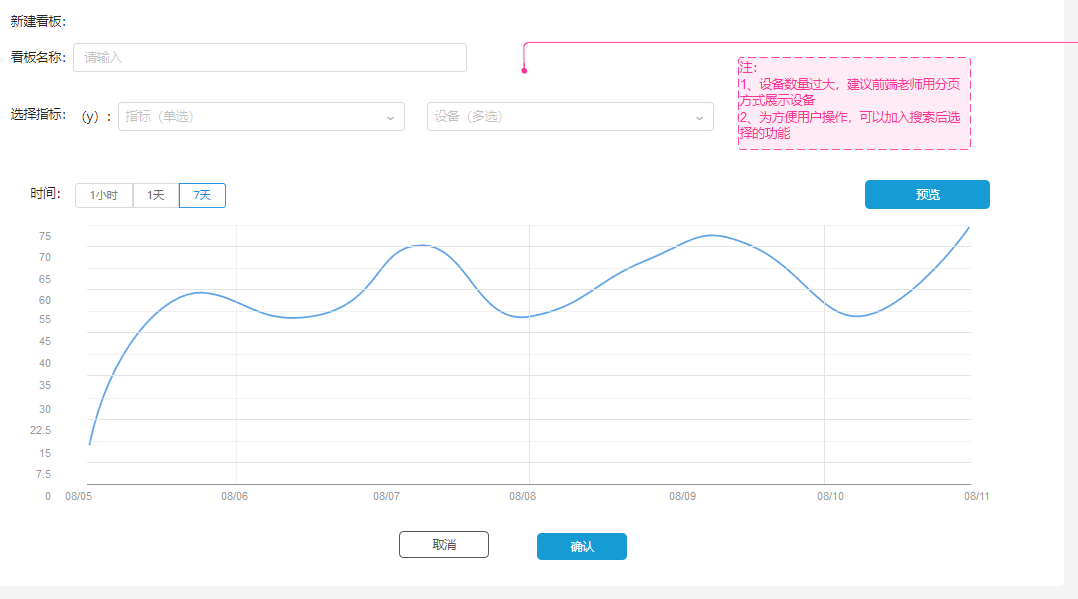 新建看板:
看板名称: 请输入
选择指标: （y）: 指标（单选） 设备（多选）
注:
1、设备数量过大，建议前端老师用分页
方式展示设备
2、为方便用户操作，可以加入搜索后选
择的功能
时间: 1小时 1天 7天 预览
75
70
65
60
55
45
40
35
30
22.5
15
7.5
0 08/05 08/06 08/07 08/08 08/09 08/10 08/11
取消 确认